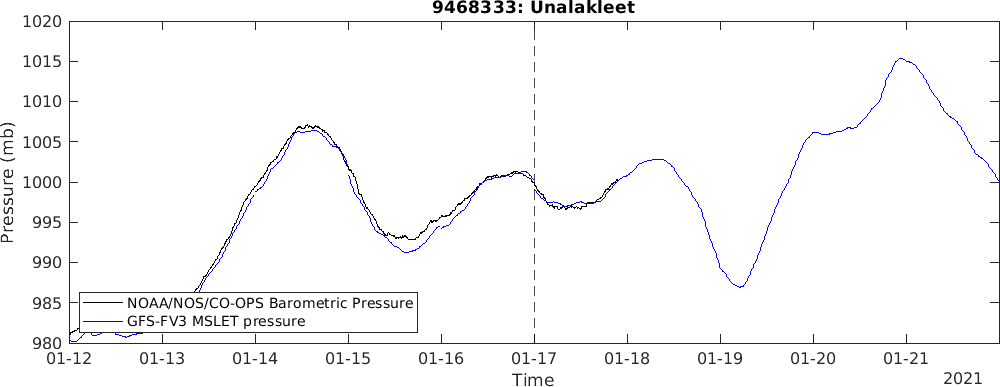 9468333: Unalakleet
1020
1015
1010
1005
1000
995
990
985
980
Pressure (mb)
NOAA/NOS/CO-OPS Barometric Pressure
GFS-FV3 MSLET pressure
01-12 01-13 01-14 01-15 01-16 01-17 01-18 01-19 01-20 01-21
Time
2021